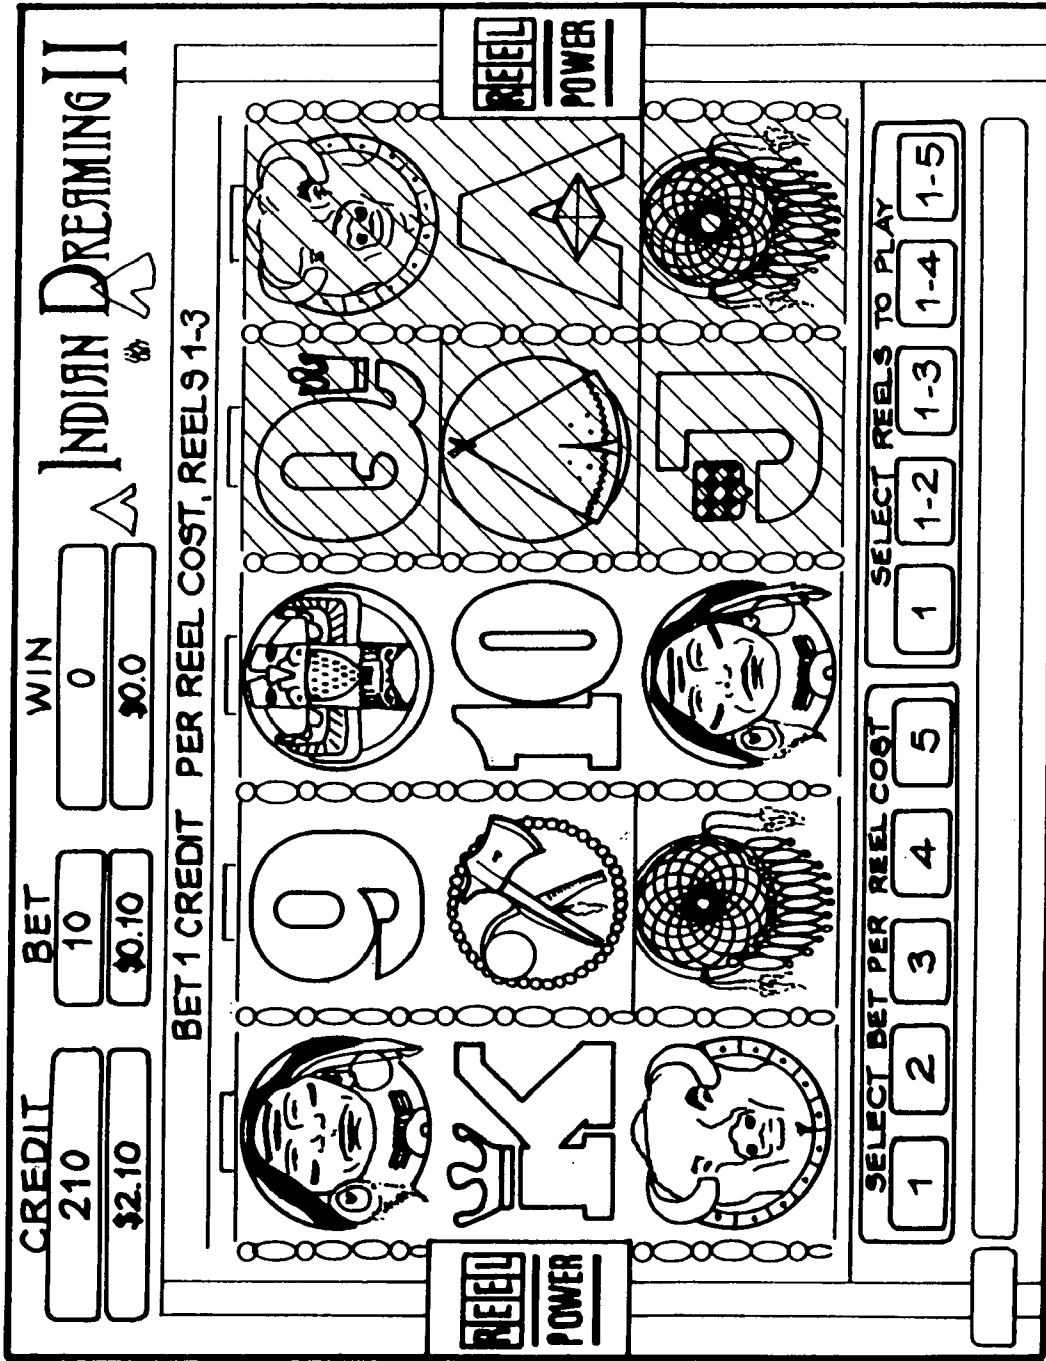 CREDIT BET WIN INDIAN DREAMING II
210 10 0
$2.10 $0.10 $0.0
BET 1 CREDIT PER REEL COST, REELS 1-3
9 Q
REEL POWER K 10 A REEL POWER
J
SELECT BET PER REEL COST SELECT REELS TO PLAY
1 2 3 4 5 1 1-2 1-3 1-4 1-5